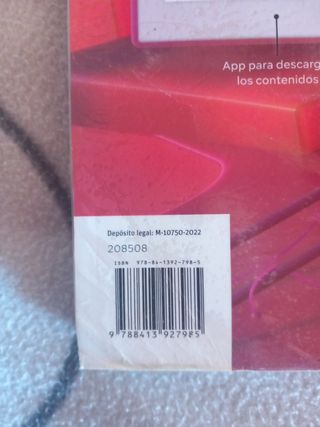 App para descarg
los contenidos
Depósito legal: M-10750-2022
208508
ISBN 978-84-1392-798-5
9 788413 927985